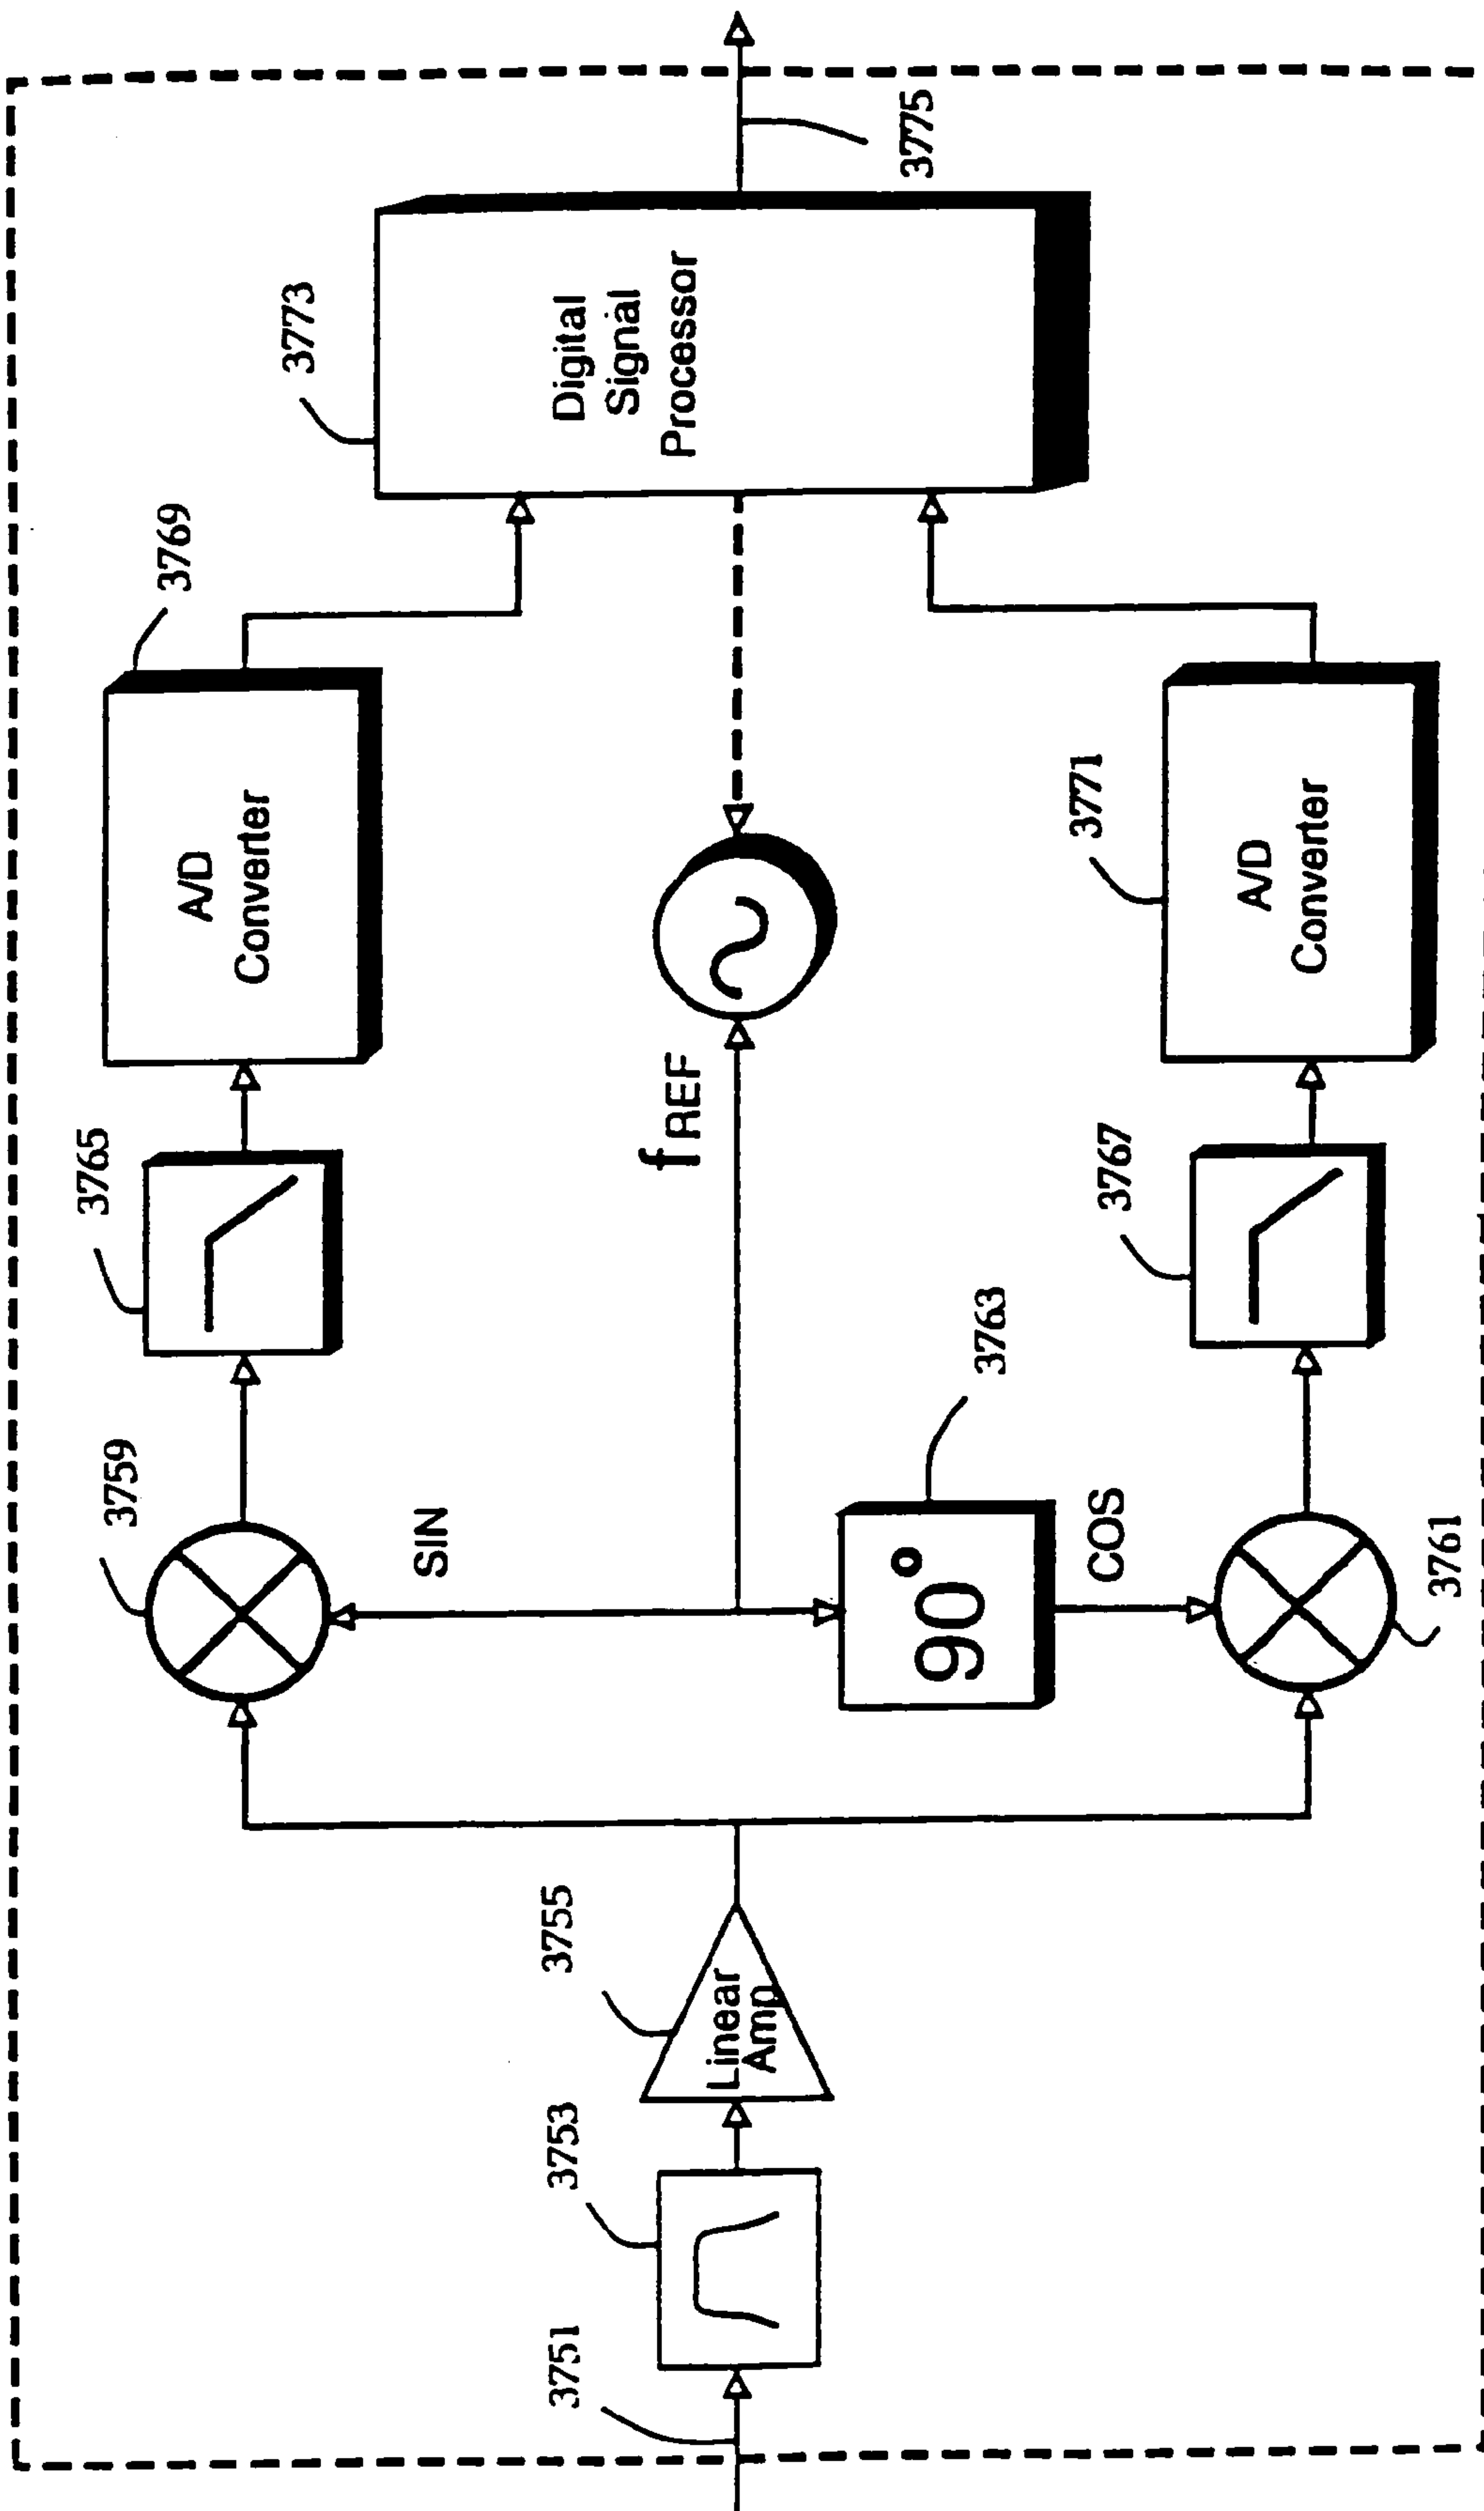 3751
3753
3755
Linear
Amp
3759
SIN
90°
3763
COS
3761
3765
3767
fREF
A/D
Converter
3769
A/D
Converter
3771
Digital
Signal
Processor
3773
3775